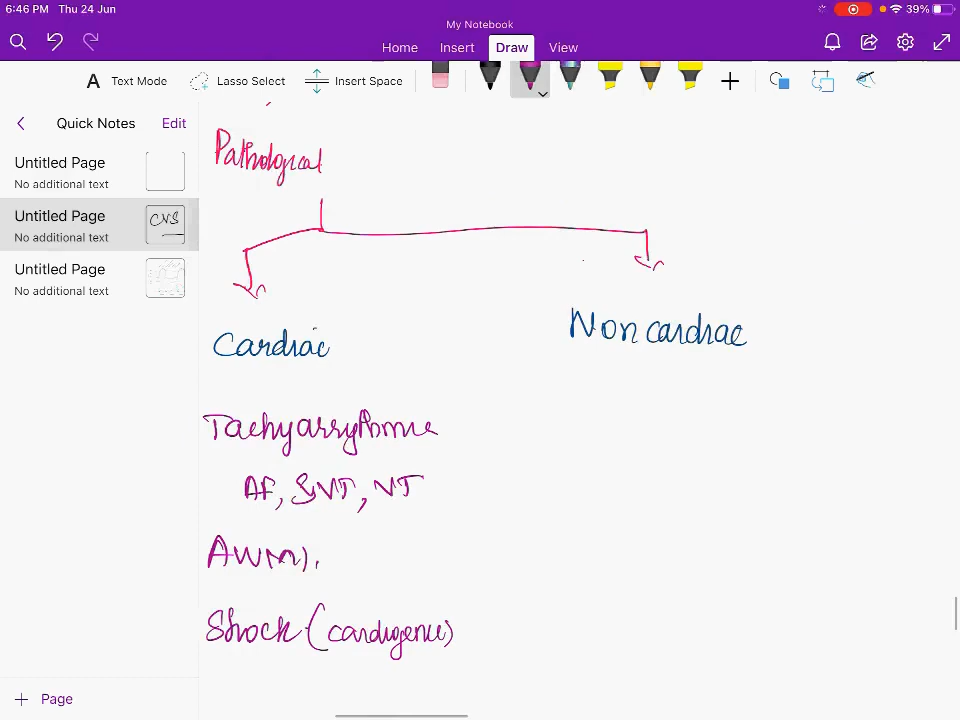 6:46 PM Thu 24 Jun
39%
My Notebook
Home Insert Draw View
Text Mode Lasso Select Insert Space
Quick Notes Edit
Untitled Page
No additional text
Untitled Page
No additional text
CNS
Untitled Page
No additional text
Page
Pathological
Cardiac
Non cardiac
Tachyarrythmia
AF, SVT, VT
AWMI,
Shock (cardiogenic)